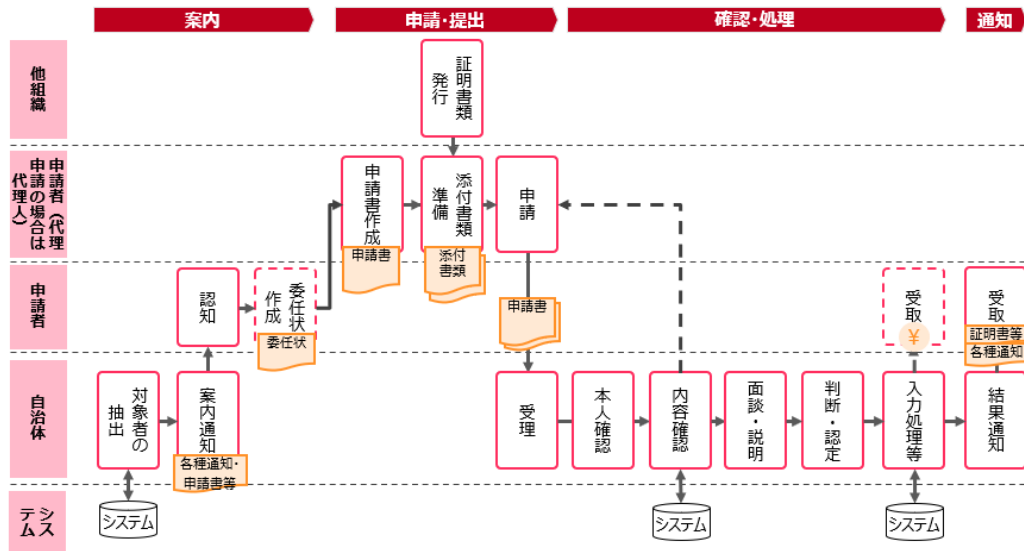 案内
申請・提出
確認・処理
通知
他組織
証明書類
発行
申請者（代理
申請の場合は
代理人）
申請書作成
申請書
添付書類
準備
添付
書類
申請
申請者
認知
委任状
作成
委任状
申請書
受取
¥
受取
証明書等
各種通知
自治体
対象者の
抽出
案内通知
各種通知・
申請書等
受理
本人確認
内容確認
面談・説明
判断・認定
入力処理等
結果通知
シス
テム
システム
システム
システム